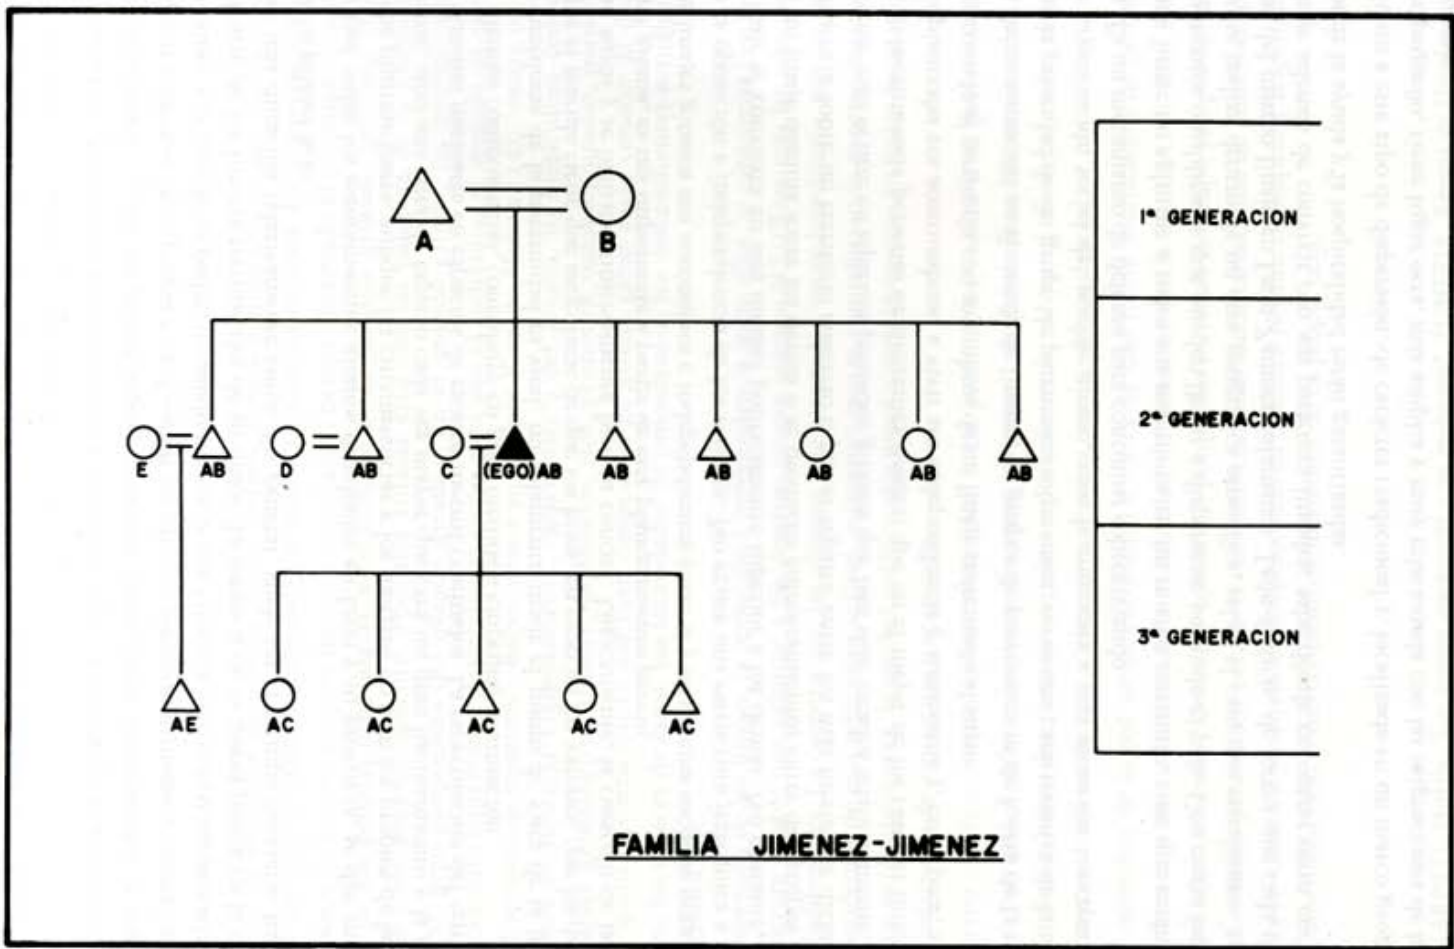 A B
1ª GENERACION
E AB D AB C (EGO) AB AB AB AB AB AB
2ª GENERACION
3ª GENERACION
AE AC AC AC AC AC
FAMILIA JIMENEZ-JIMENEZ